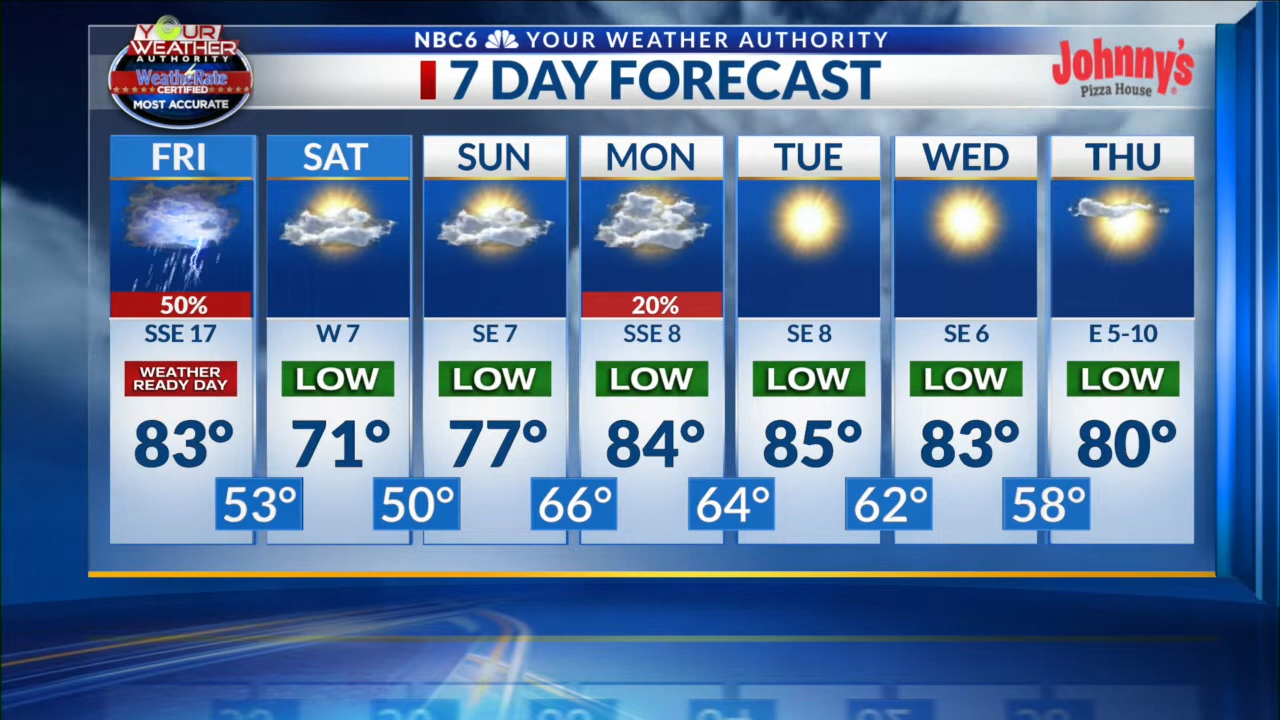 YOUR
WEATHER
AUTHORITY
WeatheRate
CERTIFIED
MOST ACCURATE
NBC6 YOUR WEATHER AUTHORITY
7 DAY FORECAST
Johnny's
Pizza House
®
FRI SAT SUN MON TUE WED THU
50% 20%
SSE 17 W 7 SE 7 SSE 8 SE 8 SE 6 E 5-10
WEATHER
READY DAY
LOW LOW LOW LOW LOW LOW
83° 71° 77° 84° 85° 83° 80°
53° 50° 66° 64° 62° 58°